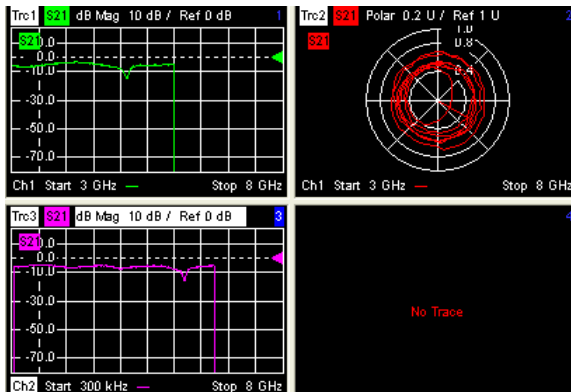 Trc1 S21 dB Mag 10 dB / Ref 0 dB 1
S21
10.0
0.0
-10.0
-30.0
-50.0
-70.0
Ch1 Start 3 GHz — Stop 8 GHz
Trc2 S21 Polar 0.2 U / Ref 1 U 2
S21
1.0
0.8
0.4
Ch1 Start 3 GHz — Stop 8 GHz
Trc3 S21 dB Mag 10 dB / Ref 0 dB 3
S21
10.0
0.0
-10.0
-30.0
-50.0
-70.0
Ch2 Start 300 kHz — Stop 8 GHz
4
No Trace